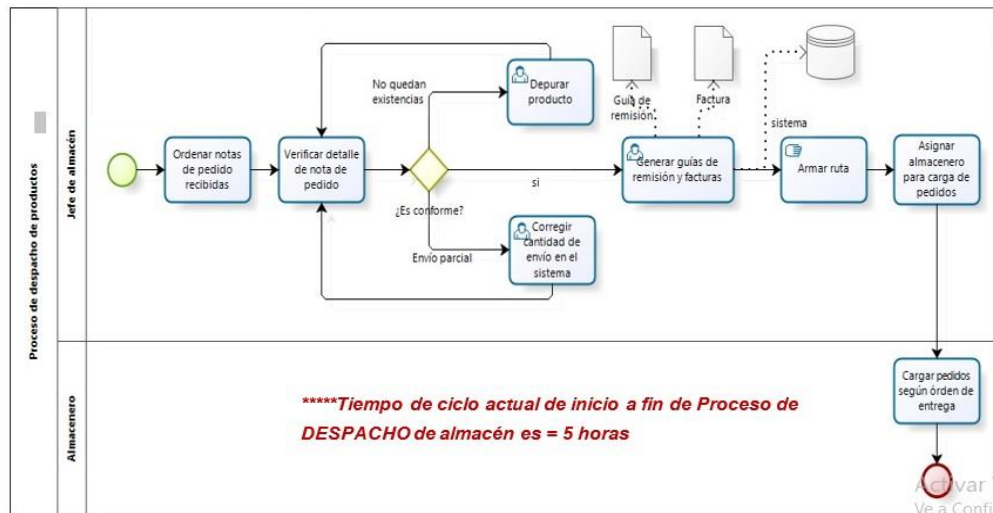 Proceso de despacho de productos
Jefe de almacén
Ordenar notas
de pedido
recibidas
Verificar detalle
de nota de
pedido
No quedan
existencias
¿Es conforme?
Envío parcial
si
Depurar
producto
Corregir
cantidad de
envío en el
sistema
Guía de
remisión
Factura
sistema
Generar guías de
remisión y facturas
Armar ruta
Asignar
almacenero
para carga de
pedidos
Almacenero
Cargar pedidos
según órden de
entrega
*****Tiempo de ciclo actual de inicio a fin de Proceso de
DESPACHO de almacén es = 5 horas
Activar
Ve a Confi